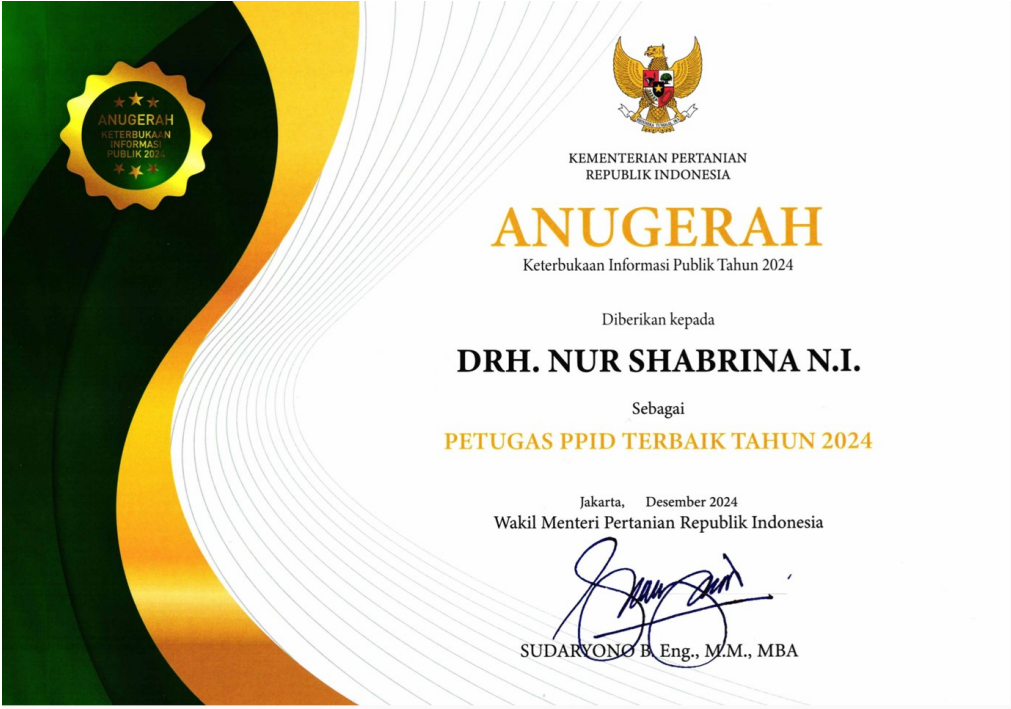 ANUGERAH
KETERBUKAAN
INFORMASI
PUBLIK 2024
KEMENTERIAN PERTANIAN
REPUBLIK INDONESIA
ANUGERAH
Keterbukaan Informasi Publik Tahun 2024
Diberikan kepada
DRH. NUR SHABRINA N.I.
Sebagai
PETUGAS PPID TERBAIK TAHUN 2024
Jakarta, Desember 2024
Wakil Menteri Pertanian Republik Indonesia
SUDARYONO B. Eng., M.M., MBA